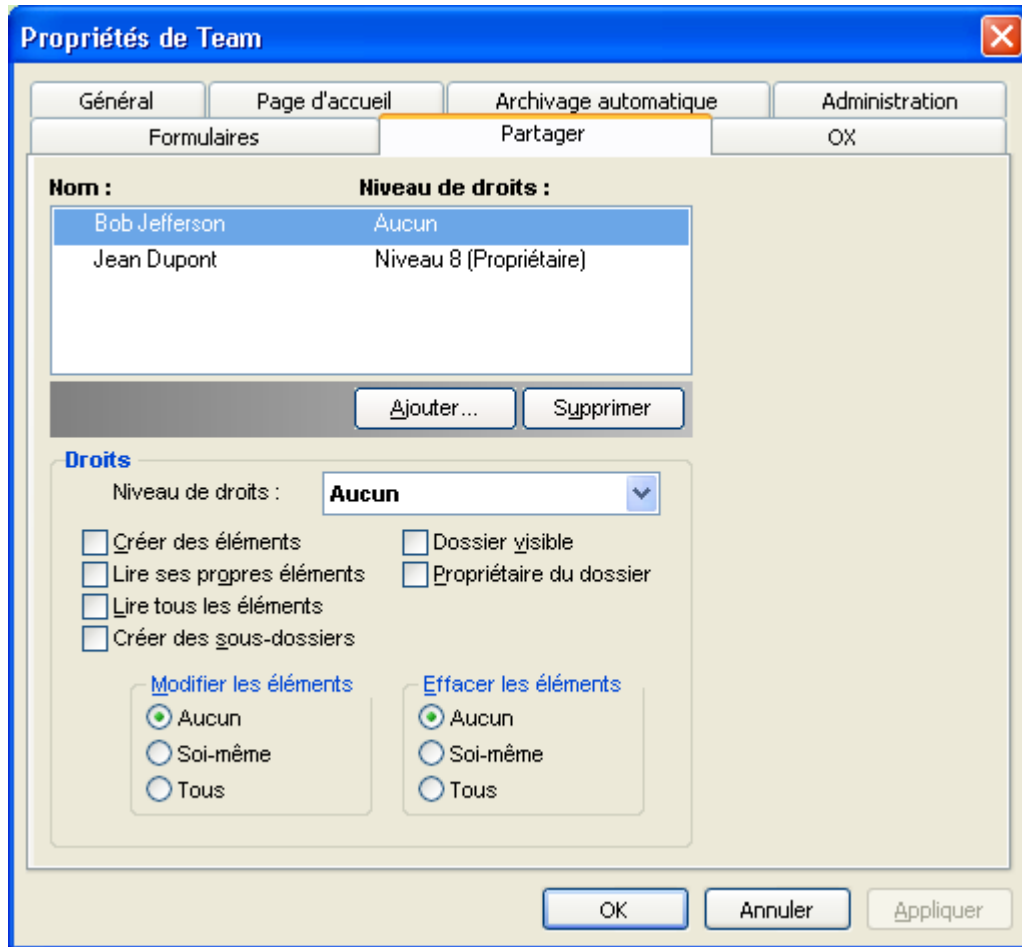 Propriétés de Team
Général Page d'accueil Archivage automatique Administration
Formulaires Partager OX
Nom : Niveau de droits :
Bob Jefferson Aucun
Jean Dupont Niveau 8 (Propriétaire)
Ajouter... Supprimer
Droits
Niveau de droits : Aucun
Créer des éléments Dossier visible
Lire ses propres éléments Propriétaire du dossier
Lire tous les éléments
Créer des sous-dossiers
Modifier les éléments Effacer les éléments
Aucun Aucun
Soi-même Soi-même
Tous Tous
OK Annuler Appliquer